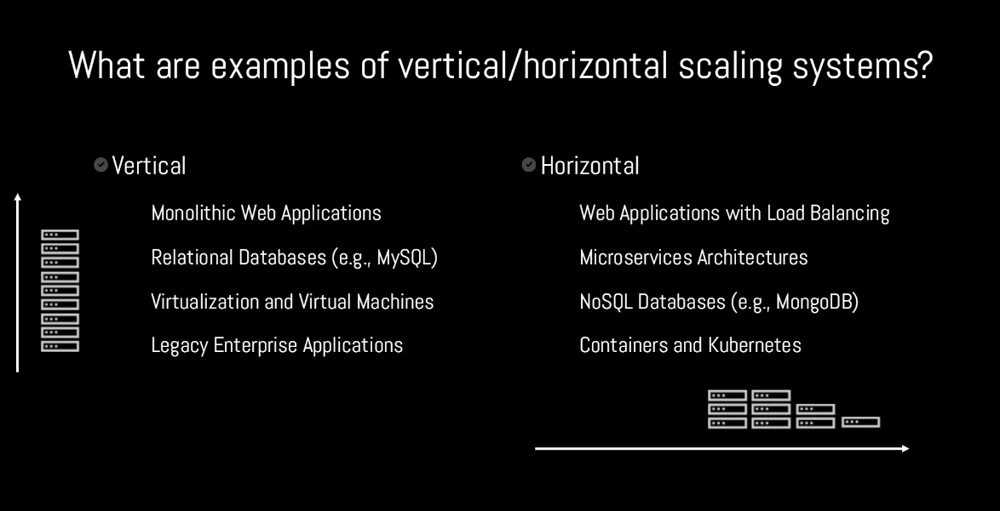 What are examples of vertical/horizontal scaling systems?
Vertical
Monolithic Web Applications
Relational Databases (e.g., MySQL)
Virtualization and Virtual Machines
Legacy Enterprise Applications
Horizontal
Web Applications with Load Balancing
Microservices Architectures
NoSQL Databases (e.g., MongoDB)
Containers and Kubernetes